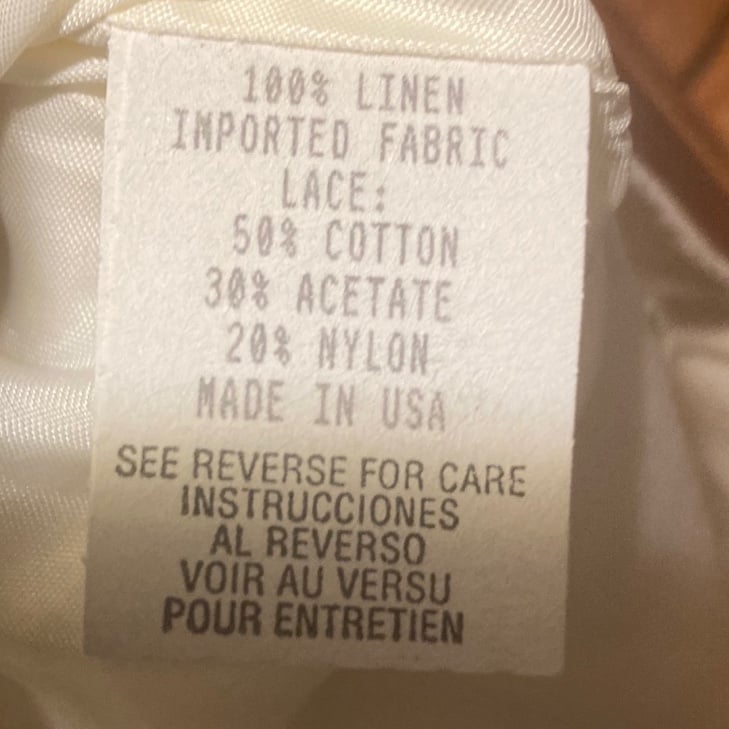 100% LINEN
IMPORTED FABRIC
LACE:
50% COTTON
30% ACETATE
20% NYLON
MADE IN USA
SEE REVERSE FOR CARE
INSTRUCCIONES
AL REVERSO
VOIR AU VERSU
POUR ENTRETIEN